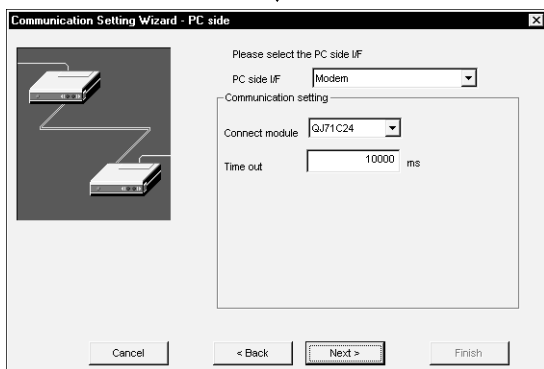 Communication Setting Wizard - PC side
Please select the PC side I/F
PC side I/F Modem
Communication setting
Connect module QJ71C24
Time out 10000 ms
Cancel < Back Next > Finish